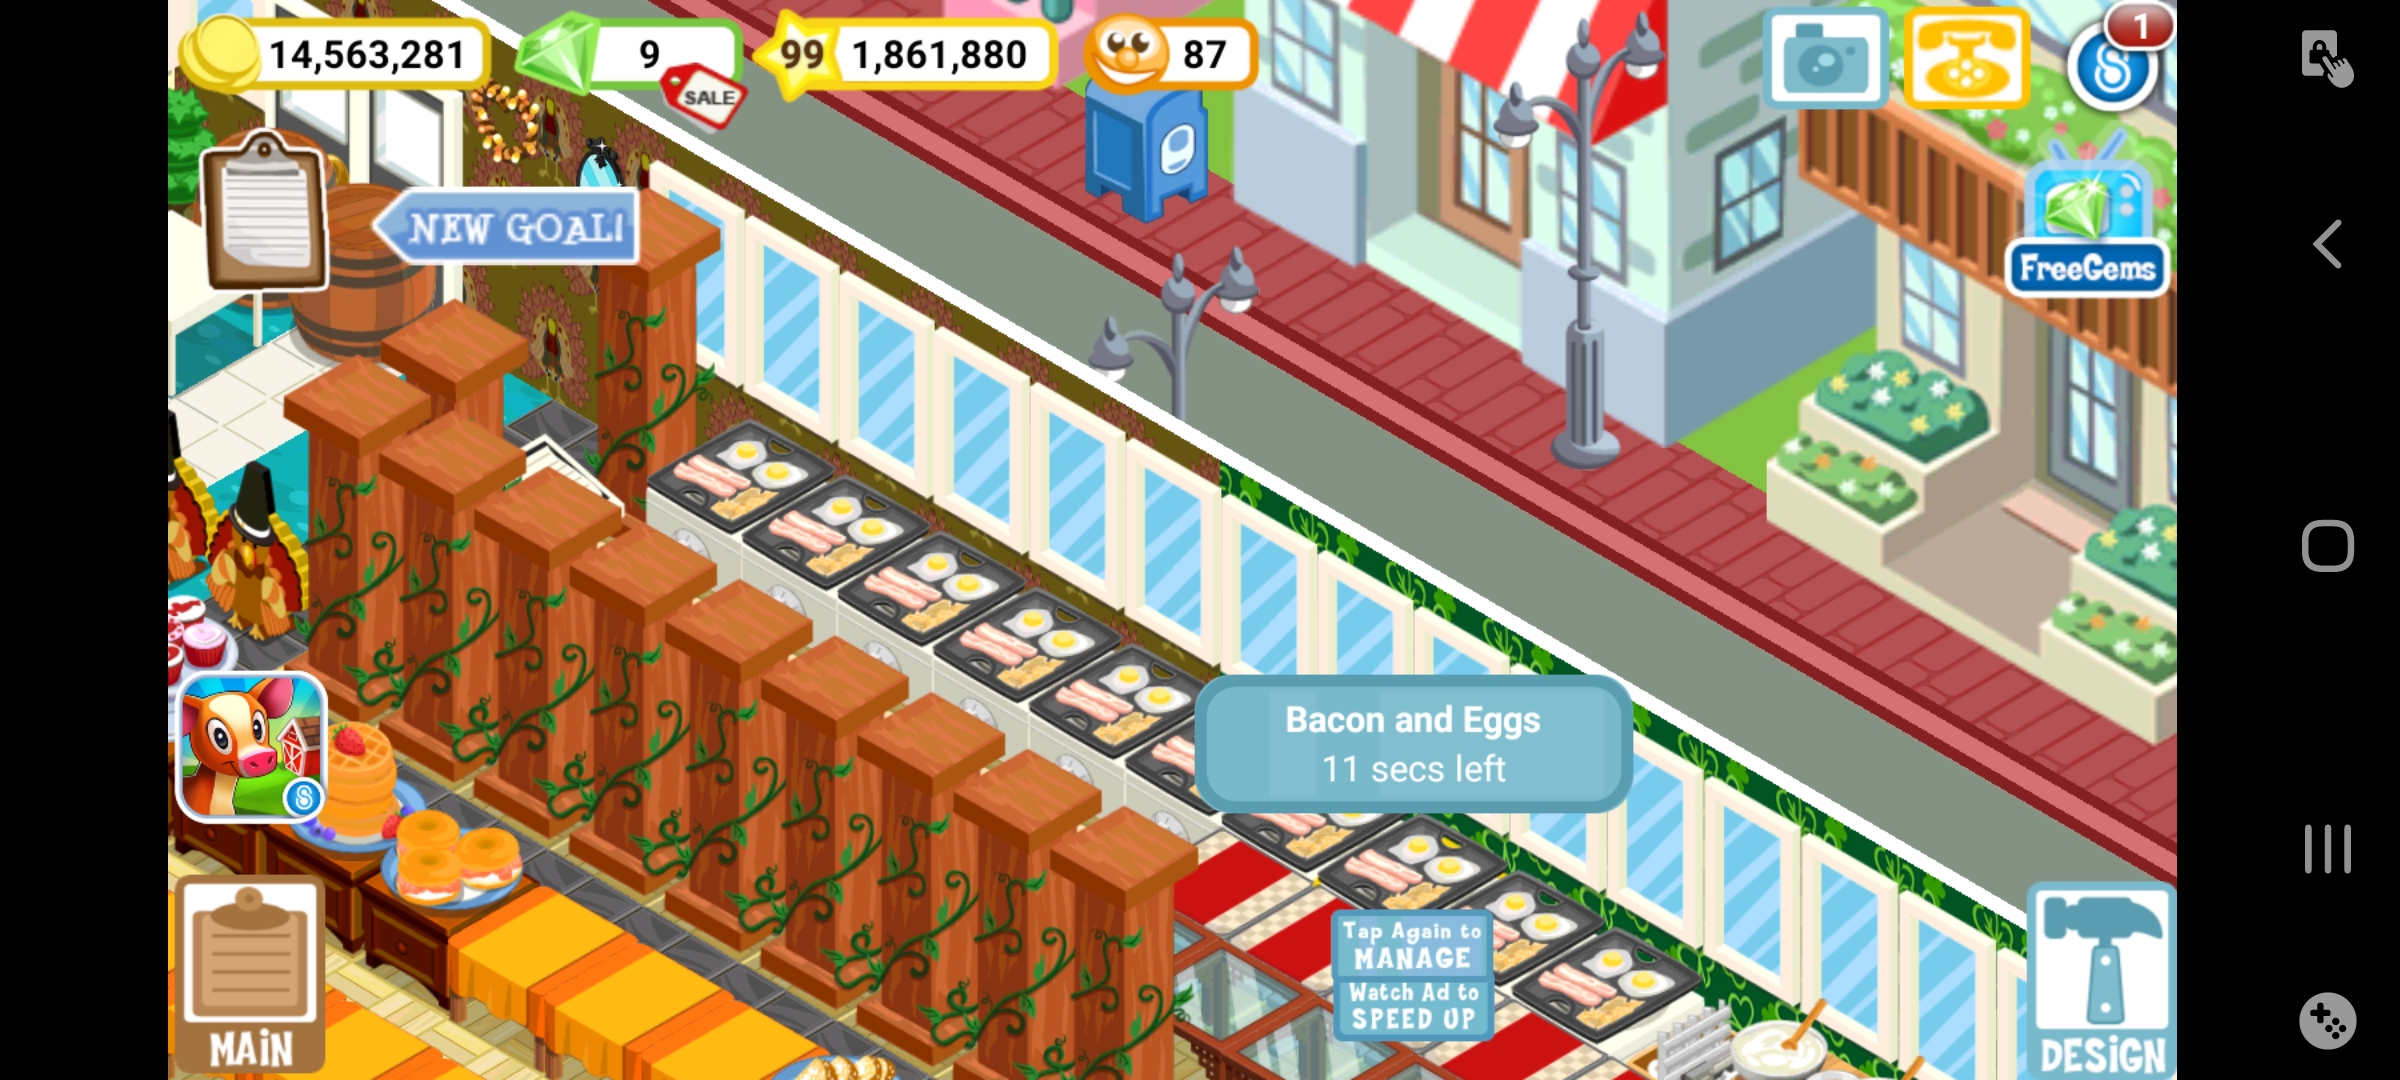 14,563,281
9
SALE
99
1,861,880
87
1
NEW GOAL!
FreeGems
Bacon and Eggs
11 secs left
Tap Again to
MANAGE
Watch Ad to
SPEED UP
MAiN
DESiGN